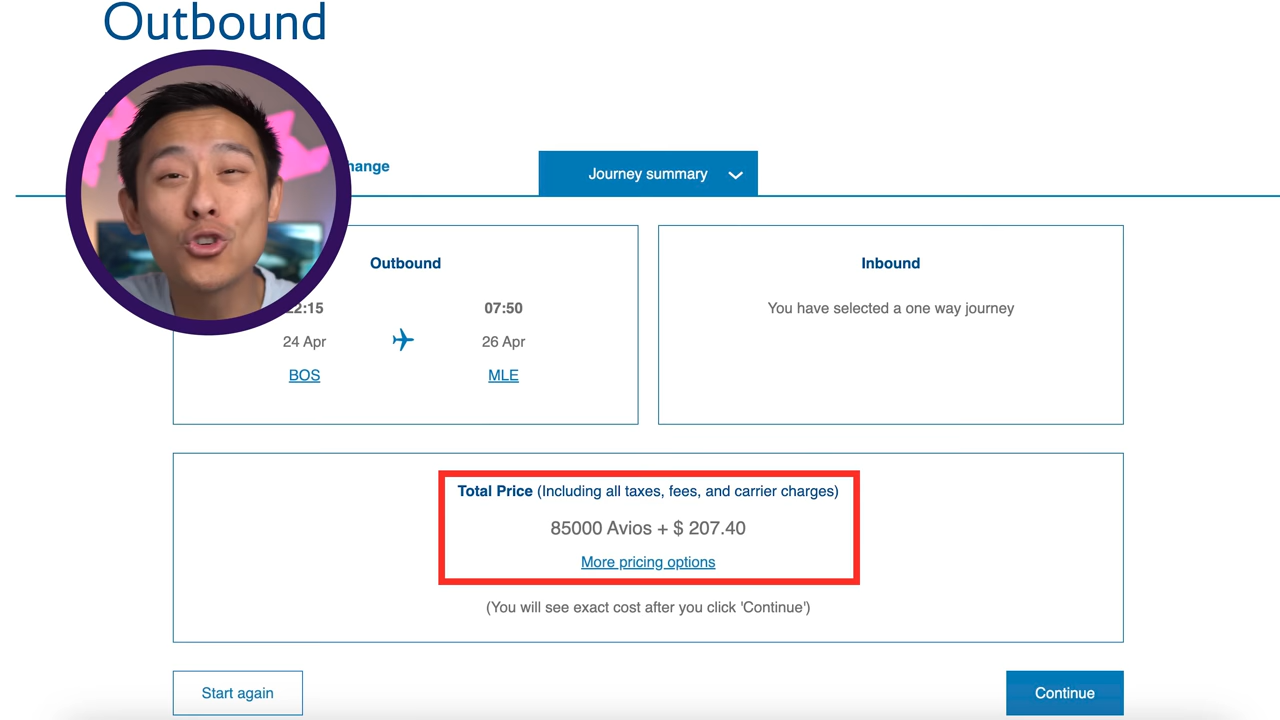 Outbound
hange
Journey summary
Outbound
Inbound
22:15
07:50
You have selected a one way journey
24 Apr
26 Apr
BOS
MLE
Total Price (Including all taxes, fees, and carrier charges)
85000 Avios + $ 207.40
More pricing options
(You will see exact cost after you click 'Continue')
Start again
Continue